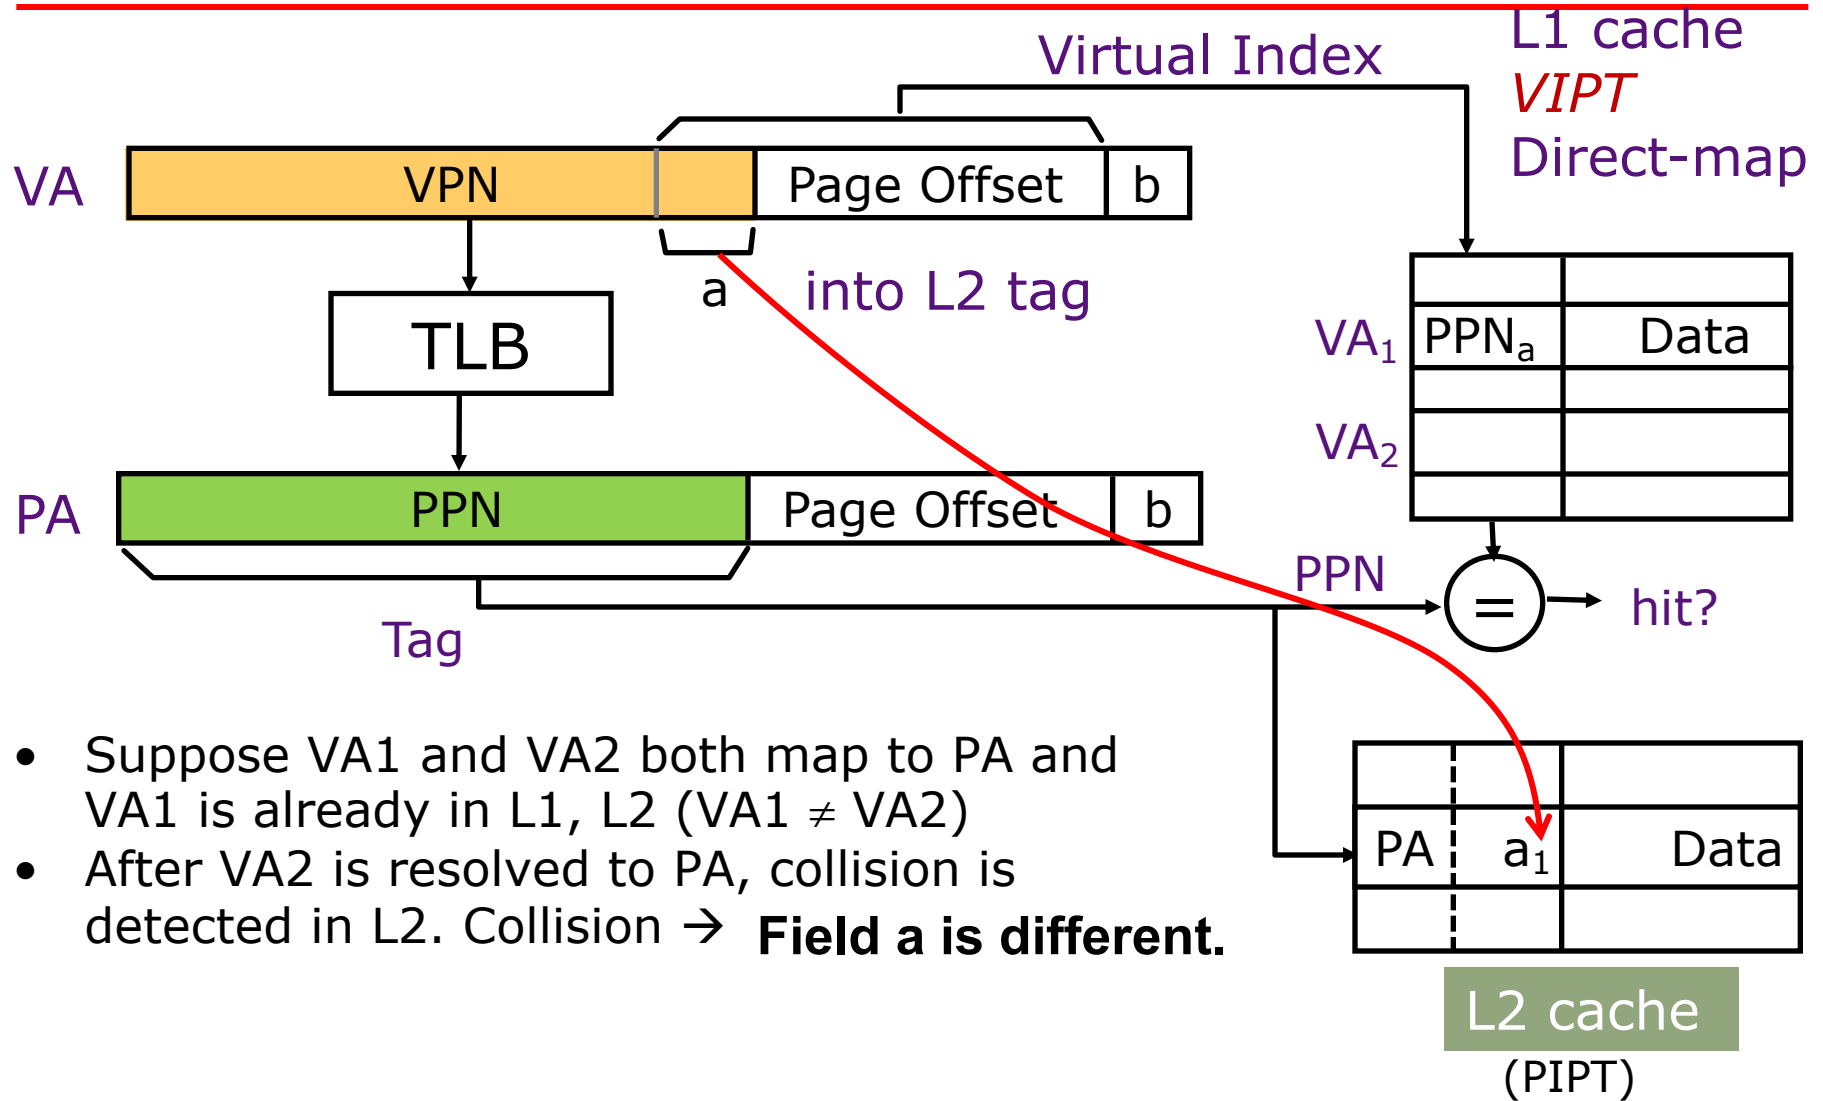 L1 cache
VIPT
Direct-map
Virtual Index
VA
VPN
Page Offset
b
a
into L2 tag
TLB
VA1
PPNa
Data
VA2
PA
PPN
Page Offset
b
PPN
=
hit?
Tag
• Suppose VA1 and VA2 both map to PA and
VA1 is already in L1, L2 (VA1 ≠ VA2)
• After VA2 is resolved to PA, collision is
detected in L2. Collision → Field a is different.
PA
a1
Data
L2 cache
(PIPT)